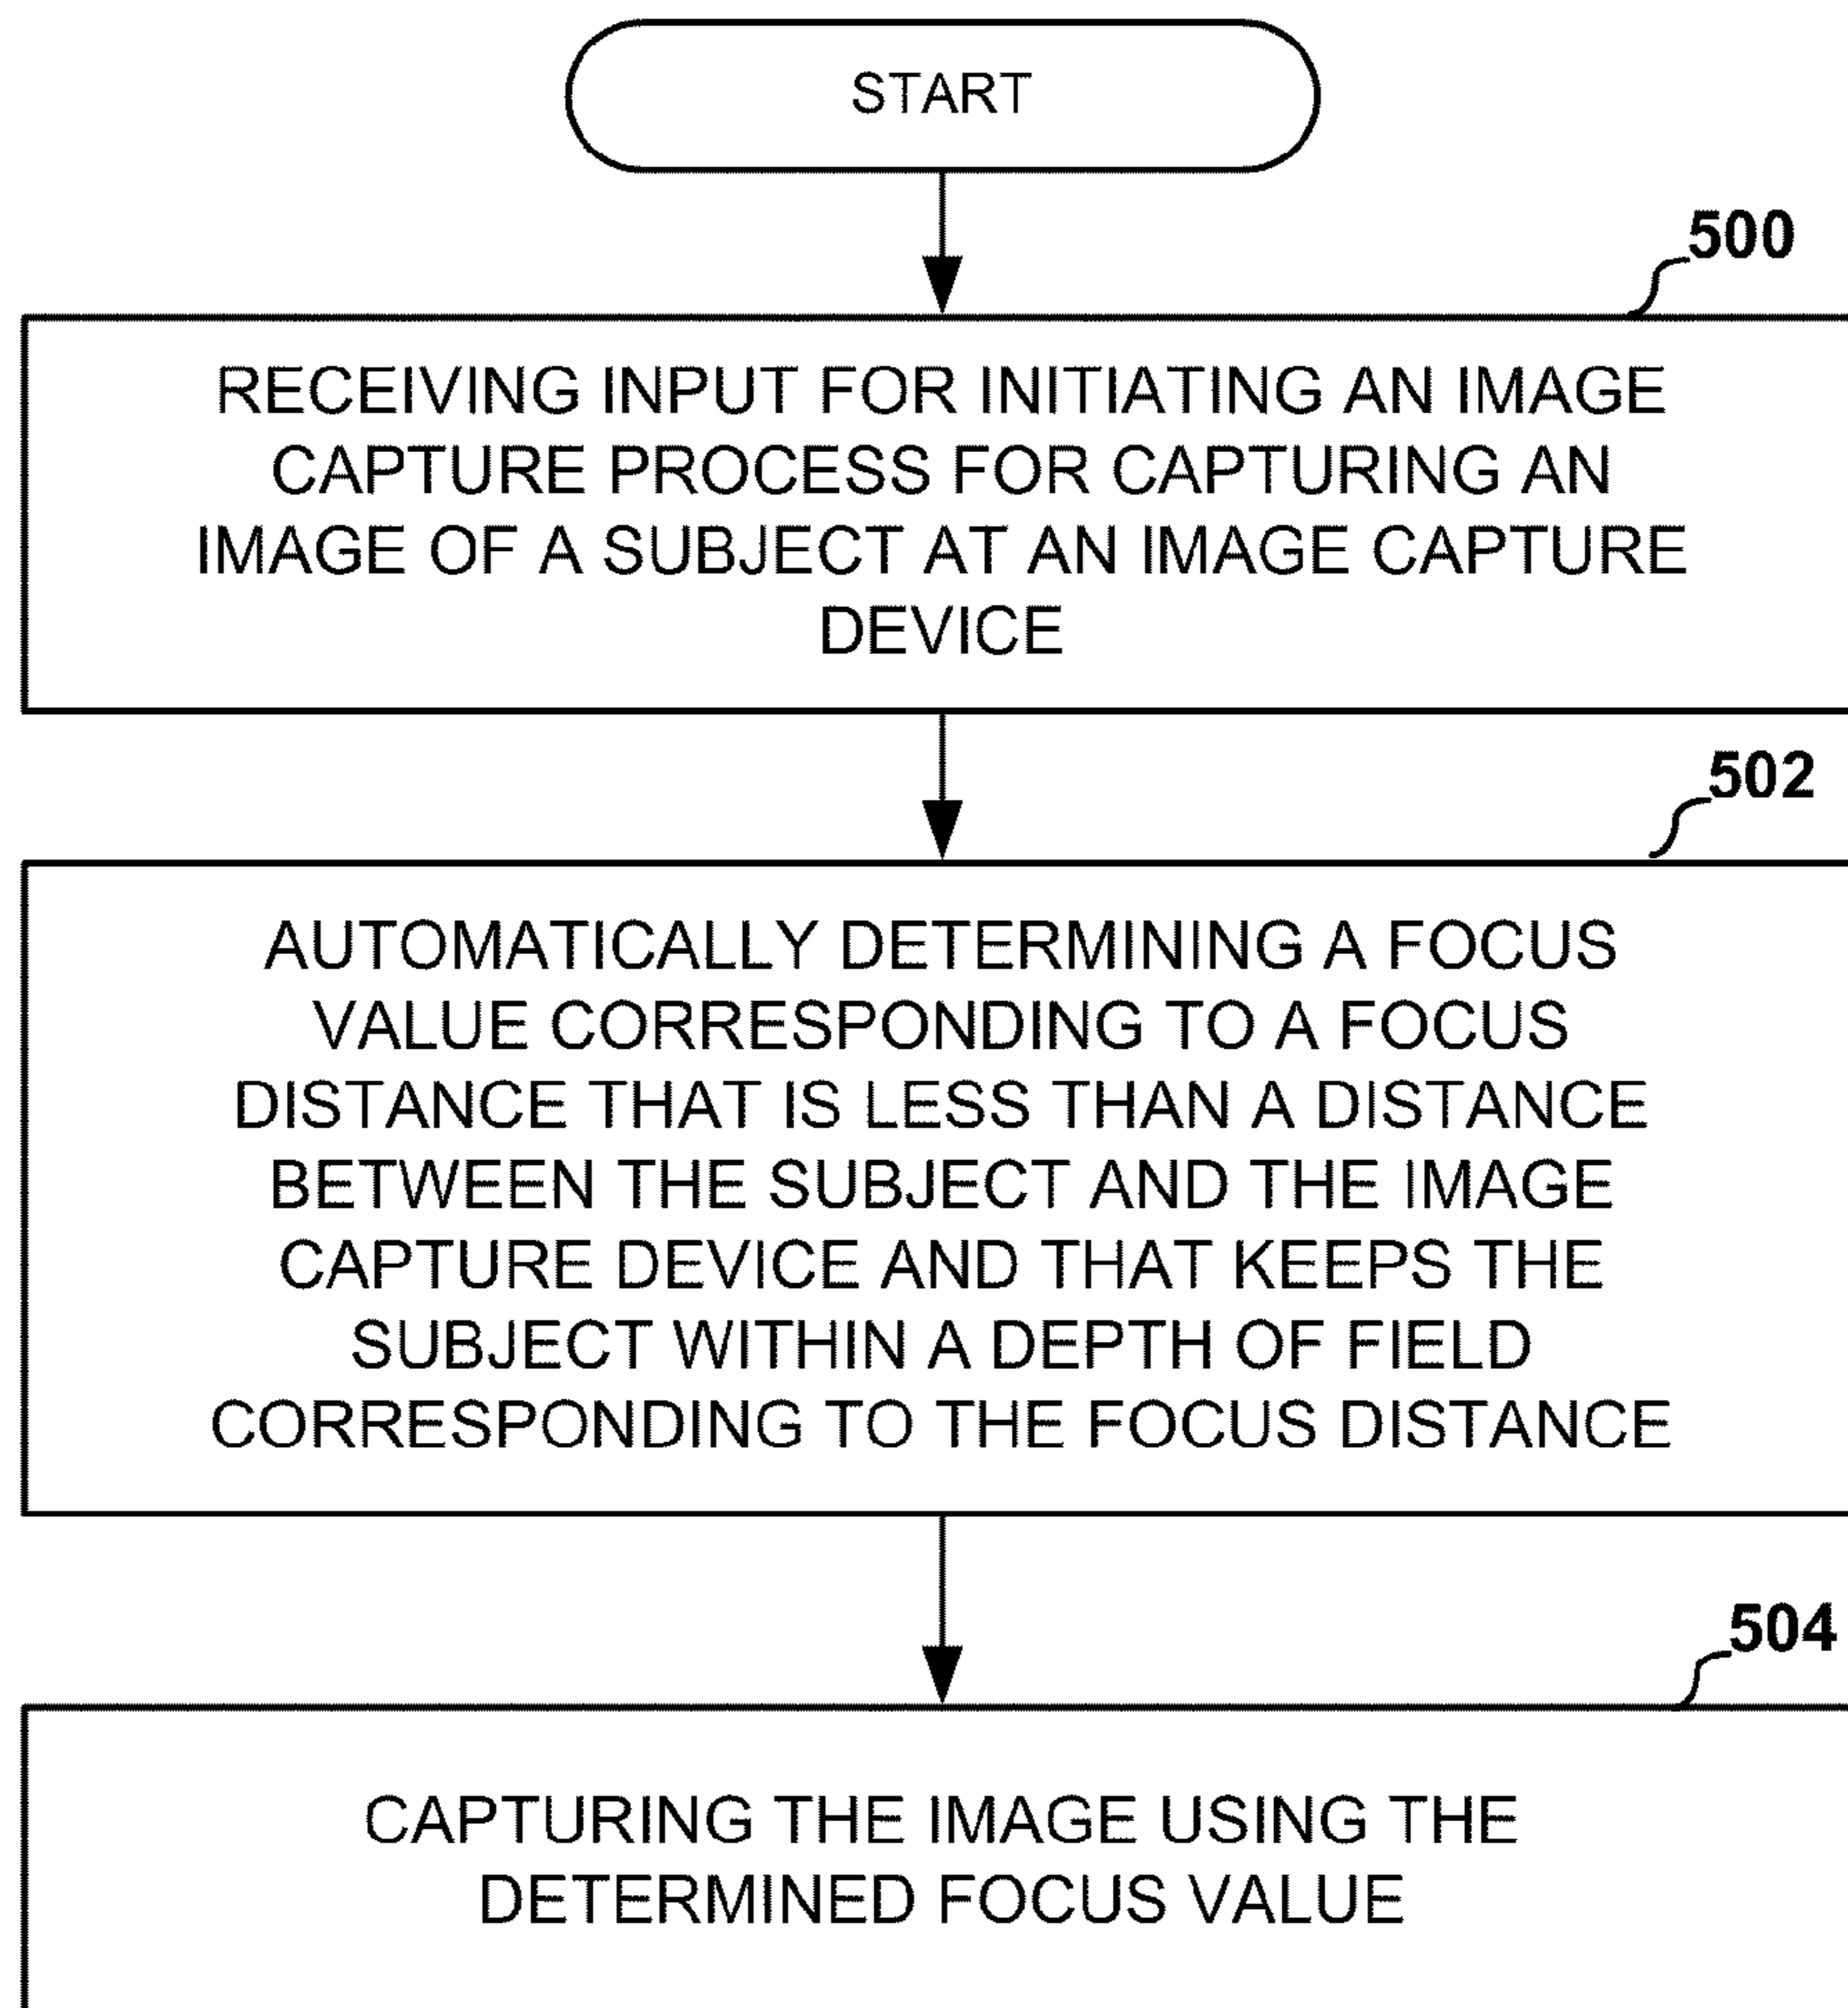 START
500
RECEIVING INPUT FOR INITIATING AN IMAGE
CAPTURE PROCESS FOR CAPTURING AN
IMAGE OF A SUBJECT AT AN IMAGE CAPTURE
DEVICE
502
AUTOMATICALLY DETERMINING A FOCUS
VALUE CORRESPONDING TO A FOCUS
DISTANCE THAT IS LESS THAN A DISTANCE
BETWEEN THE SUBJECT AND THE IMAGE
CAPTURE DEVICE AND THAT KEEPS THE
SUBJECT WITHIN A DEPTH OF FIELD
CORRESPONDING TO THE FOCUS DISTANCE
504
CAPTURING THE IMAGE USING THE
DETERMINED FOCUS VALUE